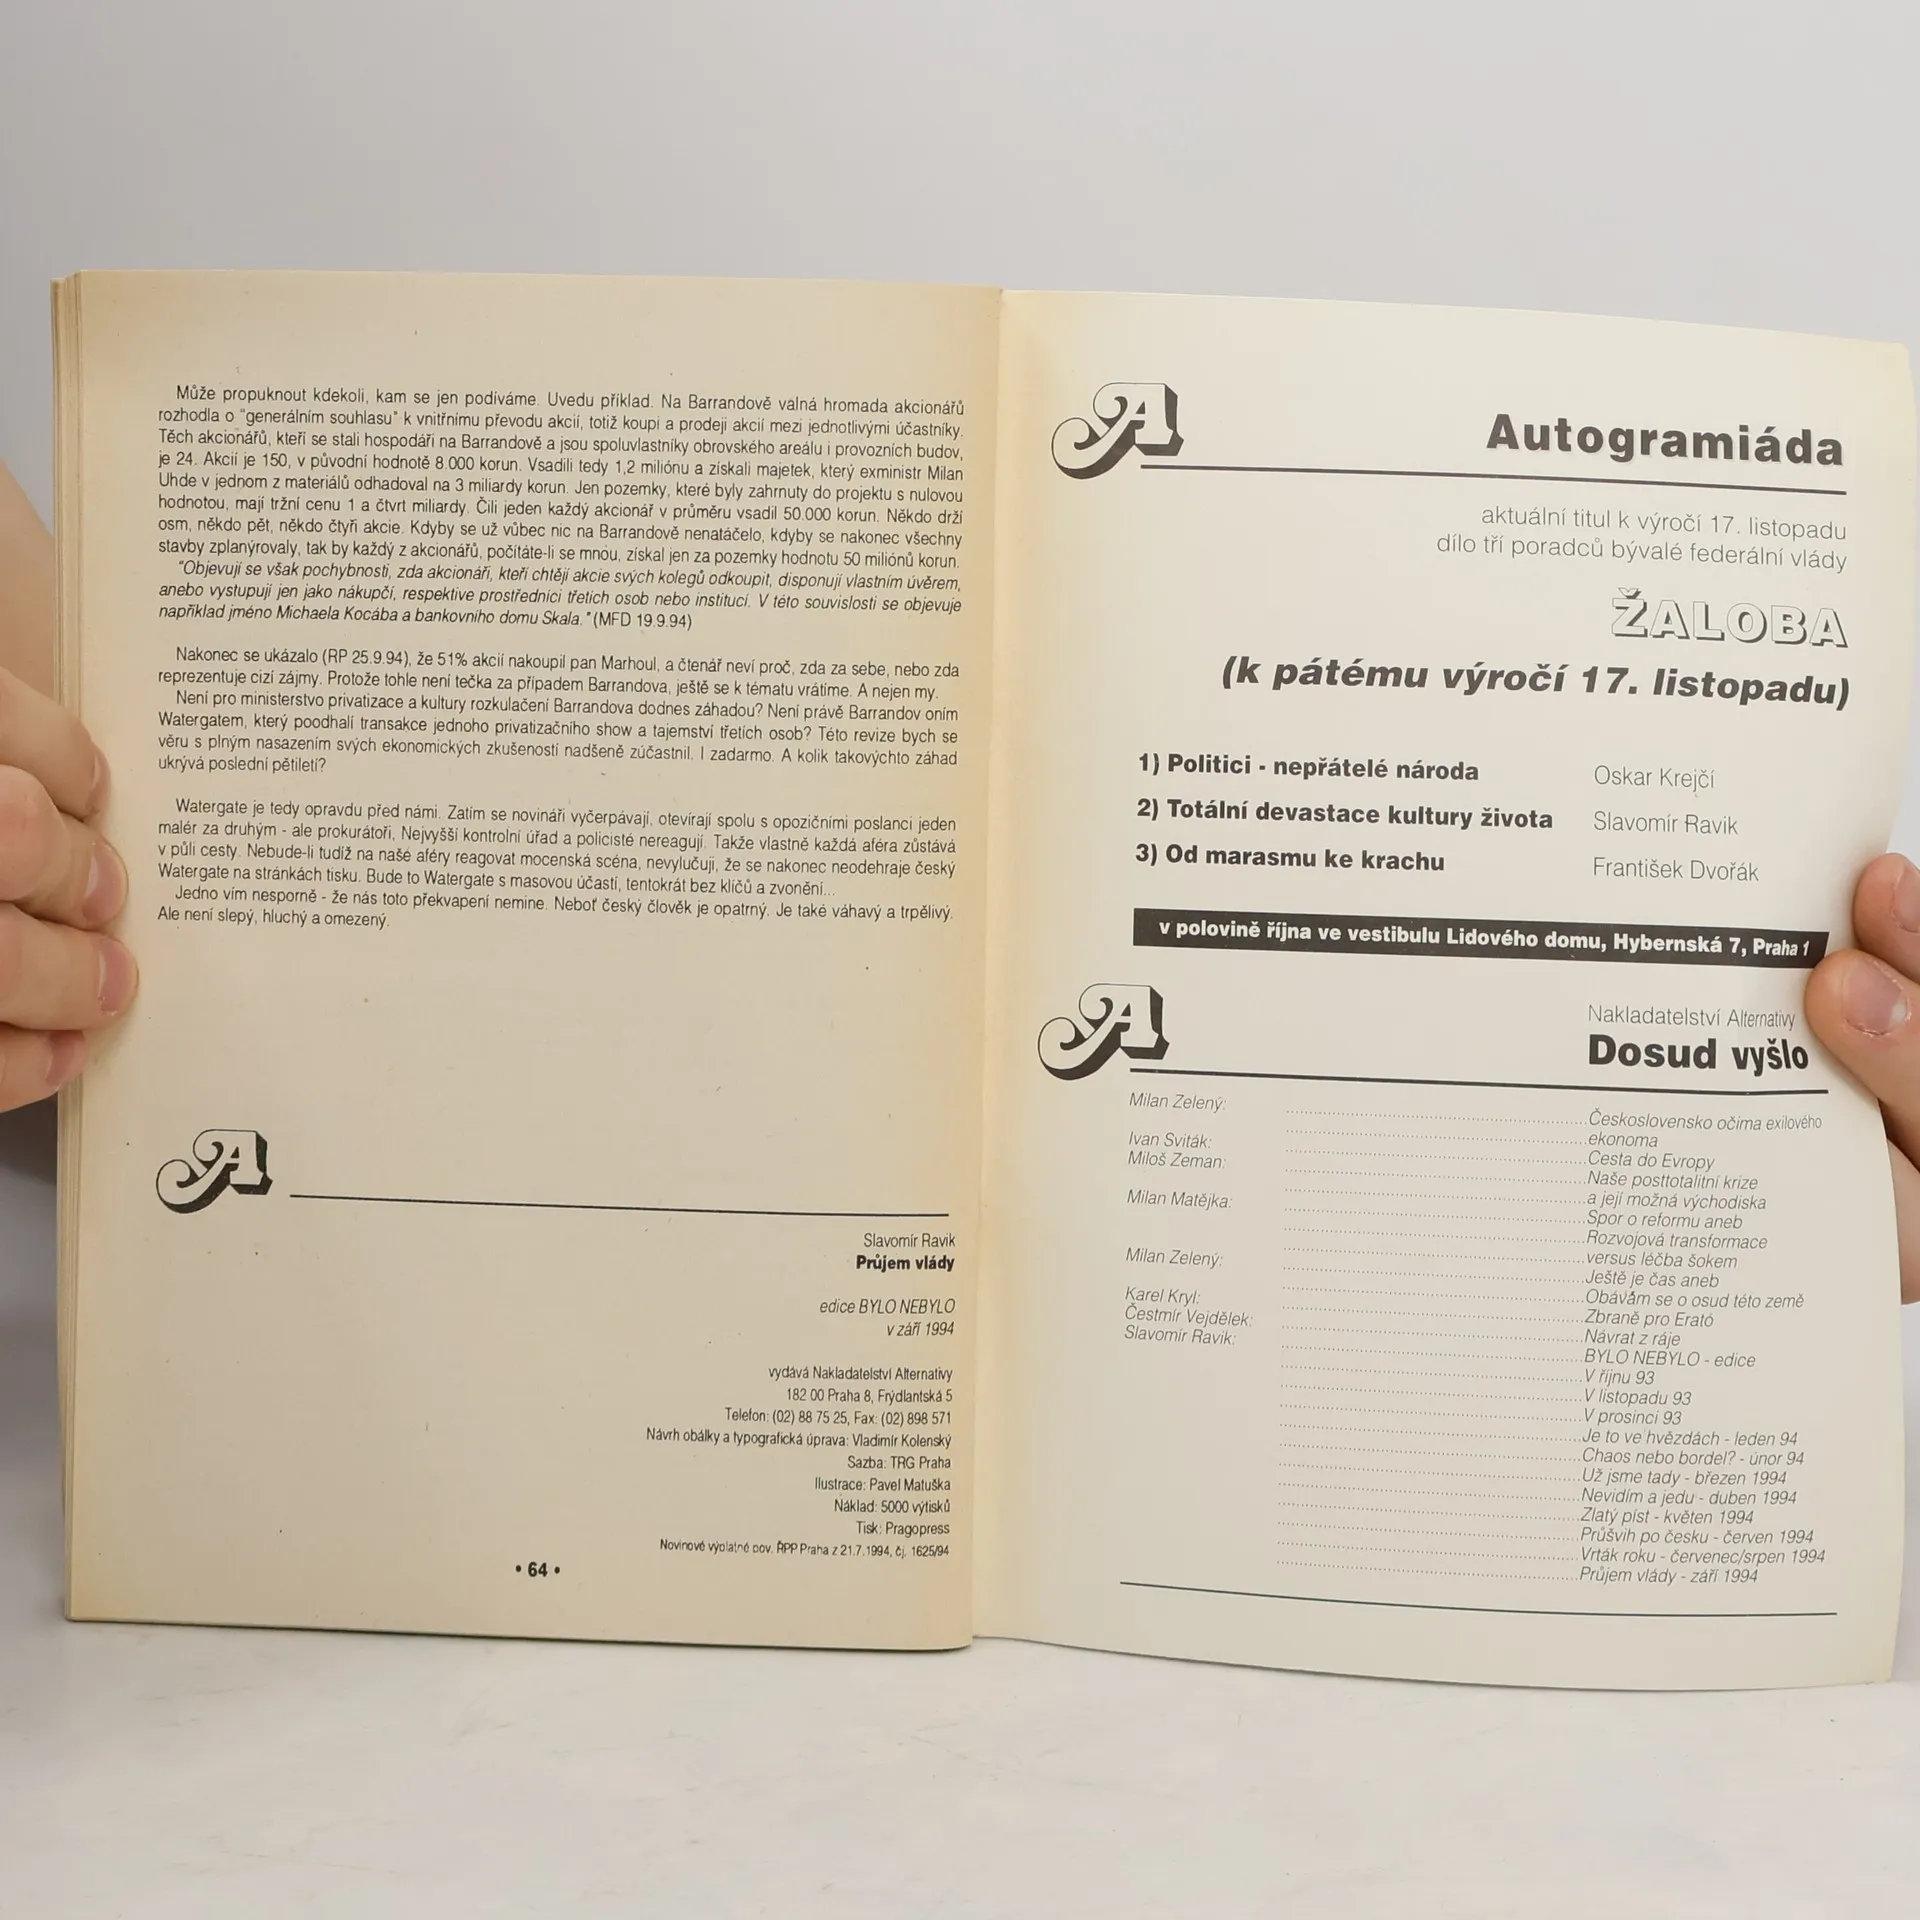 Může propuknout kdekoli, kam se jen podíváme. Uvedu příklad. Na Barrandově valná hromada akcionářů
rozhodla o "generálním souhlasu" k vnitřnímu převodu akcií, totiž koupi a prodeji akcií mezi jednotlivými účastníky.
Těch akcionářů, kteří se stali hospodáři na Barrandově a jsou spoluvlastníky obrovského areálu i provozních budov,
je 24. Akcií je 150, v původní hodnotě 8.000 korun. Vsadili tedy 1,2 miliónu a získali majetek, který exministr Milan
Uhde v jednom z materiálů odhadoval na 3 miliardy korun. Jen pozemky, které byly zahrnuty do projektu s nulovou
hodnotou, mají tržní cenu 1 a čtvrt miliardy. Čili jeden každý akcionář v průměru vsadil 50.000 korun. Někdo drží
osm, někdo pět, někdo čtyři akcie. Kdyby se už vůbec nic na Barrandově nenatáčelo, kdyby se nakonec všechny
stavby zplanýrovaly, tak by každý z akcionářů, počítáte-li se mnou, získal jen za pozemky hodnotu 50 miliónů korun.
"Objevují se však pochybnosti, zda akcionáři, kteří chtějí akcie svých kolegů odkoupit, disponují vlastním úvěrem,
anebo vystupují jen jako nákupčí, respektive prostředníci třetích osob nebo institucí. V této souvislosti se objevuje
například jméno Michaela Kocába a bankovního domu Skala." (MFD 19.9.94)
Nakonec se ukázalo (RP 25.9.94), že 51% akcií nakoupil pan Marhoul, a čtenář neví proč, zda za sebe, nebo zda
reprezentuje cizí zájmy. Protože tohle není tečka za případem Barrandova, ještě se k tématu vrátíme. A nejen my.
Není pro ministerstvo privatizace a kultury rozkulačení Barrandova dodnes záhadou? Není právě Barrandov oním
Watergatem, který poodhalí transakce jednoho privatizačního show a tajemství třetích osob? Této revize bych se
věru s plným nasazením svých ekonomických zkušeností nadšeně zúčastnil. I zadarmo. A kolik takovýchto záhad
ukrývá poslední pětiletí?
Watergate je tedy opravdu před námi. Zatím se novináři vyčerpávají, otevírají spolu s opozičními poslanci jeden
malér za druhým - ale prokurátoři, Nejvyšší kontrolní úřad a policisté nereagují. Takže vlastně každá aféra zůstává
v půli cesty. Nebude-li tudíž na naše aféry reagovat mocenská scéna, nevylučuji, že se nakonec neodehraje český
Watergate na stránkách tisku. Bude to Watergate s masovou účastí, tentokrát bez klíčů a zvonění...
Jedno vím nesporně - že nás toto překvapení nemine. Neboť český člověk je opatrný. Je také váhavý a trpělivý.
Ale není slepý, hluchý a omezený.
A
Slavomír Ravik
Průjem vlády
edice BYLO NEBYLO
v září 1994
vydává Nakladatelství Alternativy
182 00 Praha 8, Frýdlantská 5
Telefon: (02) 88 75 25, Fax: (02) 898 571
Návrh obálky a typografická úprava: Vladimír Kolenský
Sazba: TRG Praha
Ilustrace: Pavel Matuška
Náklad: 5000 výtisků
Tisk: Pragopress
Novinové výplatné pov. ŘPP Praha z 21.7.1994, čj. 1625/94
• 64 •
A
Autogramiáda
aktuální titul k výročí 17. listopadu
dílo tří poradců bývalé federální vlády
ŽALOBA
(k pátému výročí 17. listopadu)
1) Politici - nepřátelé národa Oskar Krejčí
2) Totální devastace kultury života Slavomír Ravik
3) Od marasmu ke krachu František Dvořák
v polovině října ve vestibulu Lidového domu, Hybernská 7, Praha 1
A
Nakladatelství Alternativy
Dosud vyšlo
Milan Zelený:
Československo očima exilového
ekonoma
Ivan Sviták:
Cesta do Evropy
Miloš Zeman:
Naše posttotalitní krize
a její možná východiska
Milan Matějka:
Spor o reformu aneb
Rozvojová transformace
versus léčba šokem
Milan Zelený:
Ještě je čas aneb
Obávám se o osud této země
Karel Kryl:
Zbraně pro Erató
Čestmír Vejdělek:
Návrat z ráje
Slavomír Ravik:
BYLO NEBYLO - edice
V říjnu 93
V listopadu 93
V prosinci 93
Je to ve hvězdách - leden 94
Chaos nebo bordel? - únor 94
Už jsme tady - březen 1994
Nevidím a jedu - duben 1994
Zlatý píst - květen 1994
Průšvih po česku - červen 1994
Vrták roku - červenec/srpen 1994
Průjem vlády - září 1994